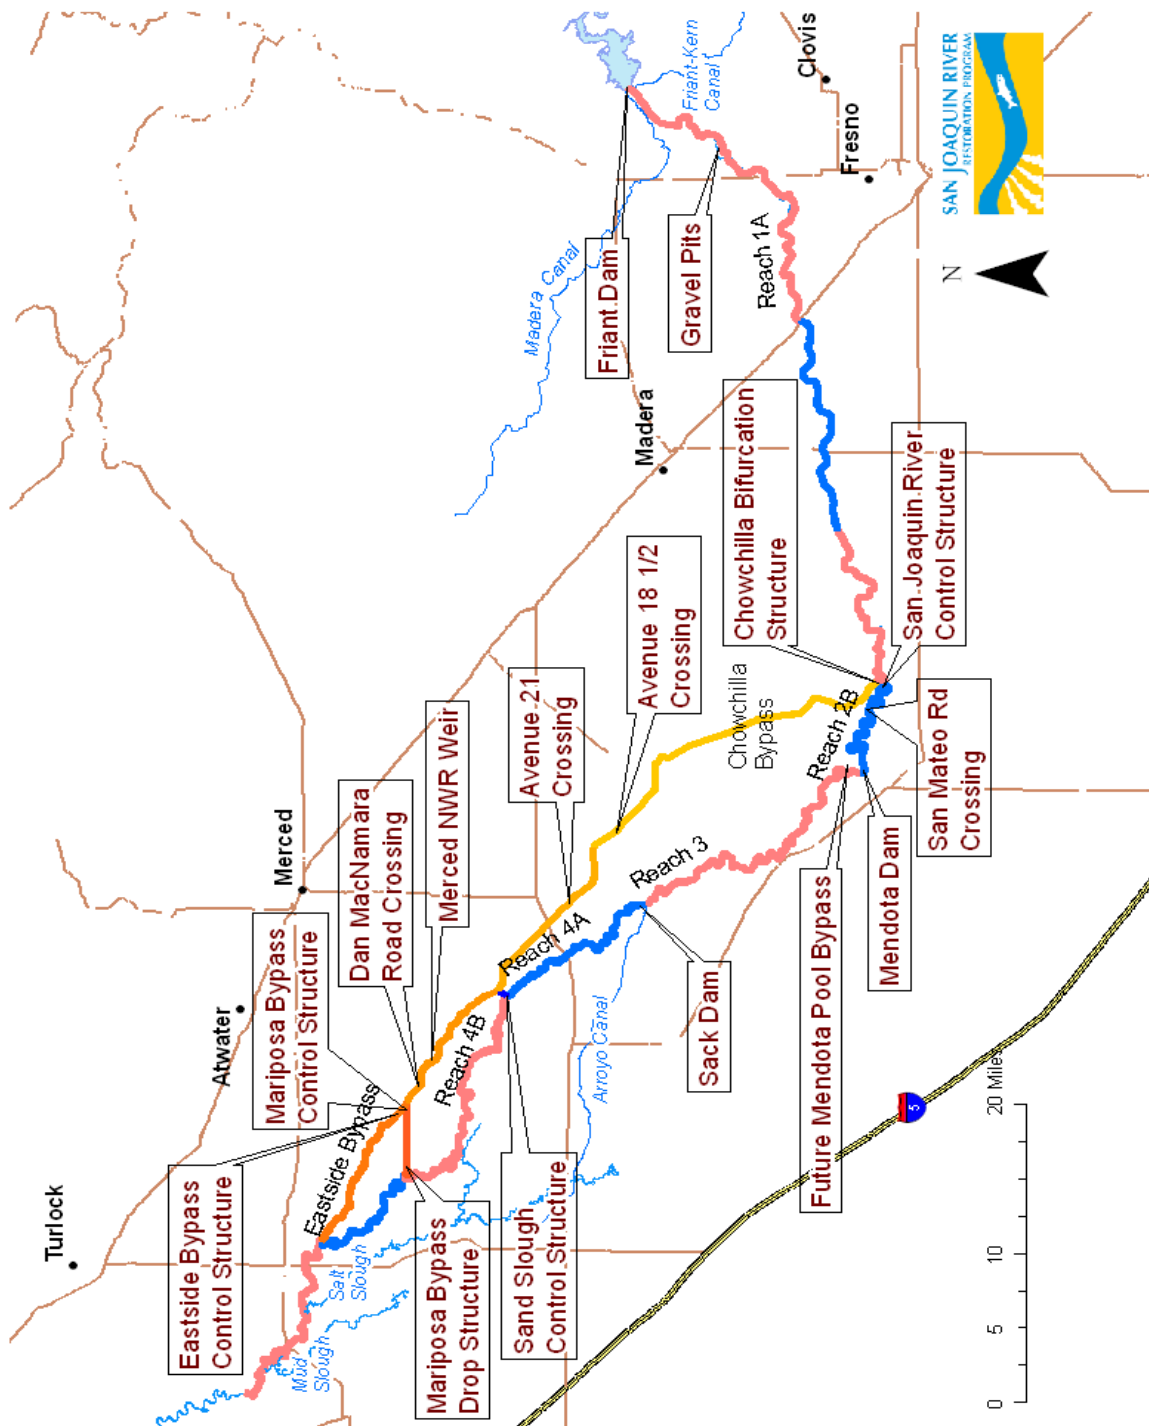 Turlock
Eastside Bypass
Control Structure
Atwater
Mariposa Bypass
Control Structure
Merced
Dan MacNamara
Road Crossing
Merced NWR Weir
Avenue 21
Crossing
Avenue 18 1/2
Crossing
Madera
Madera Canal
Friant Dam
Gravel Pits
Friant-Kern
Canal
Clovis
Fresno
Reach 1A
Chowchilla Bifurcation
Structure
San Joaquin River
Control Structure
Chowchilla
Bypass
Reach 2B
San Mateo Rd
Crossing
Mendota Dam
Future Mendota Pool Bypass
Reach 3
Sack Dam
Reach 4A
Arroyo Canal
Reach 4B
Sand Slough
Control Structure
Mariposa Bypass
Drop Structure
Eastside Bypass
Salt
Slough
Mud
Slough
5
0 5 10 20 Miles
N
SAN JOAQUIN RIVER
RESTORATION PROGRAM